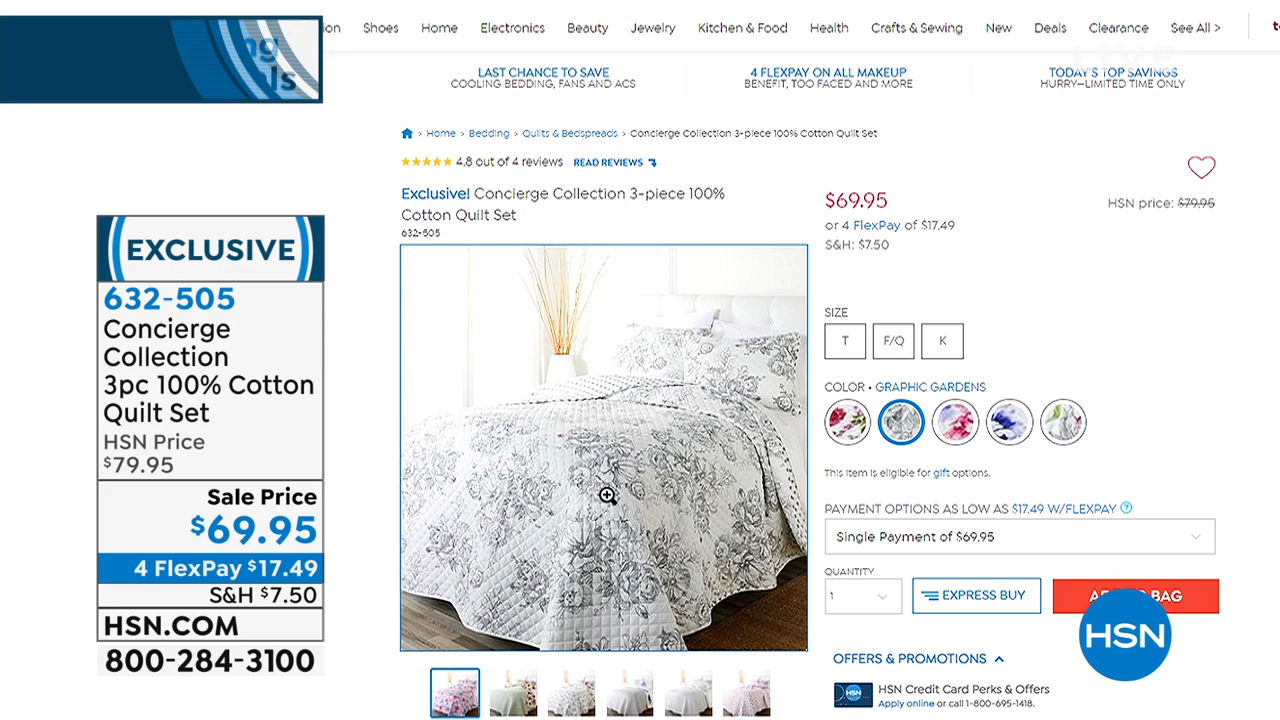 Shoes
Home
Electronics
Beauty
Jewelry
Kitchen & Food
Health
Crafts & Sewing
New
Deals
Clearance
See All >
LIVE
LAST CHANCE TO SAVE
COOLING BEDDING, FANS AND ACS
4 FLEXPAY ON ALL MAKEUP
BENEFIT, TOO FACED AND MORE
TODAY'S TOP SAVINGS
HURRY—LIMITED TIME ONLY
> Home > Bedding > Quilts & Bedspreads > Concierge Collection 3-piece 100% Cotton Quilt Set
4.8 out of 4 reviews READ REVIEWS
Exclusive! Concierge Collection 3-piece 100%
Cotton Quilt Set
632-505
$69.95
HSN price: $79.95
or 4 FlexPay of $17.49
S&H: $7.50
SIZE
T
F/Q
K
COLOR • GRAPHIC GARDENS
This item is eligible for gift options.
PAYMENT OPTIONS AS LOW AS $17.49 W/FLEXPAY ?
Single Payment of $69.95
QUANTITY
1
EXPRESS BUY
BAG
OFFERS & PROMOTIONS
HSN
HSN Credit Card Perks & Offers
Apply online or call 1-800-695-1418.
EXCLUSIVE
632-505
Concierge
Collection
3pc 100% Cotton
Quilt Set
HSN Price
$79.95
Sale Price
$69.95
4 FlexPay $17.49
S&H $7.50
HSN.COM
800-284-3100
HSN